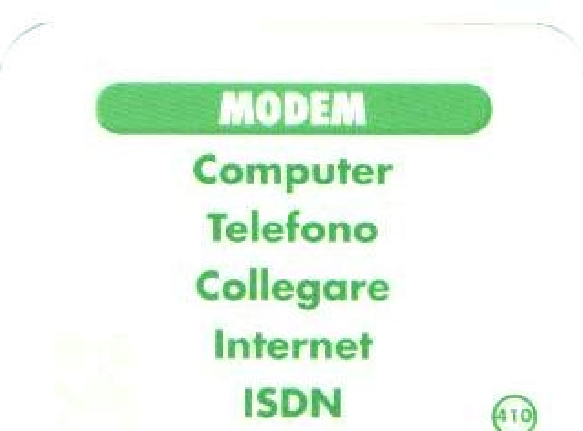 MODEM
Computer
Telefono
Collegare
Internet
ISDN
410